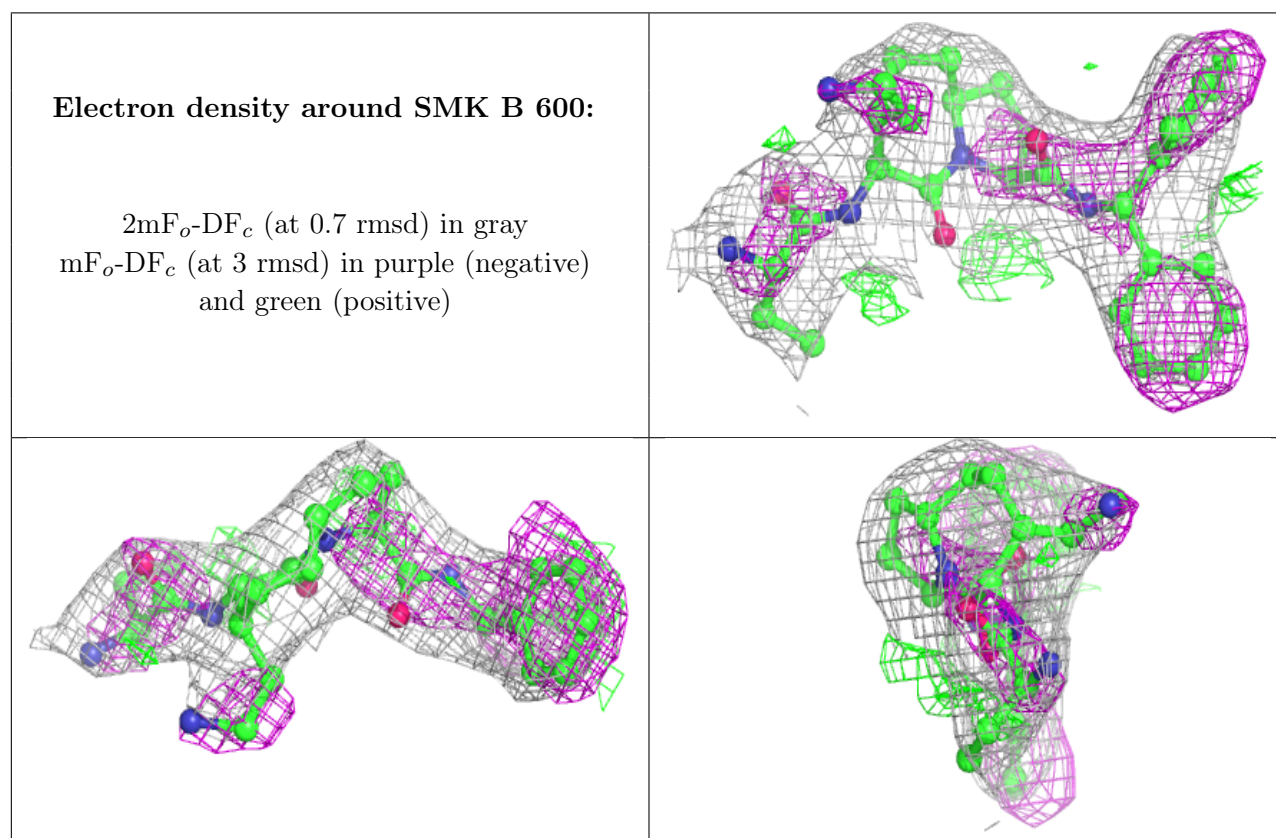 Electron density around SMK B 600:
2mFo-DFc (at 0.7 rmsd) in gray
mFo-DFc (at 3 rmsd) in purple (negative)
and green (positive)